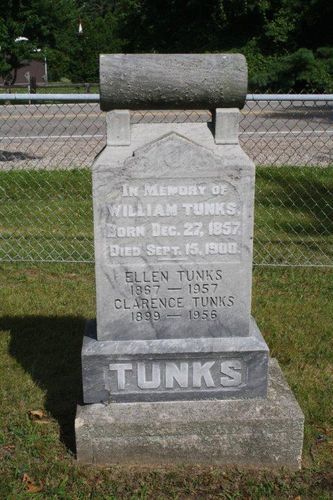 In Memory of
William Tunks
Born Dec. 27, 1857.
Died Sept. 15, 1900.
ELLEN TUNKS
1867 — 1957
CLARENCE TUNKS
1899 — 1956
TUNKS